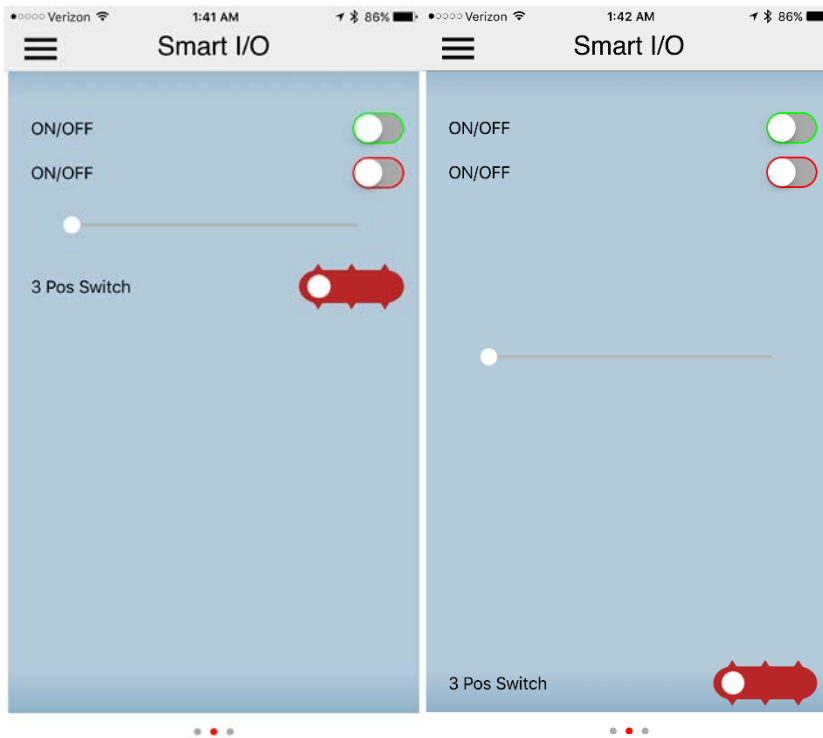 Verizon 1:41 AM 86%
Smart I/O
ON/OFF
ON/OFF
3 Pos Switch
Verizon 1:42 AM 86%
Smart I/O
ON/OFF
ON/OFF
3 Pos Switch